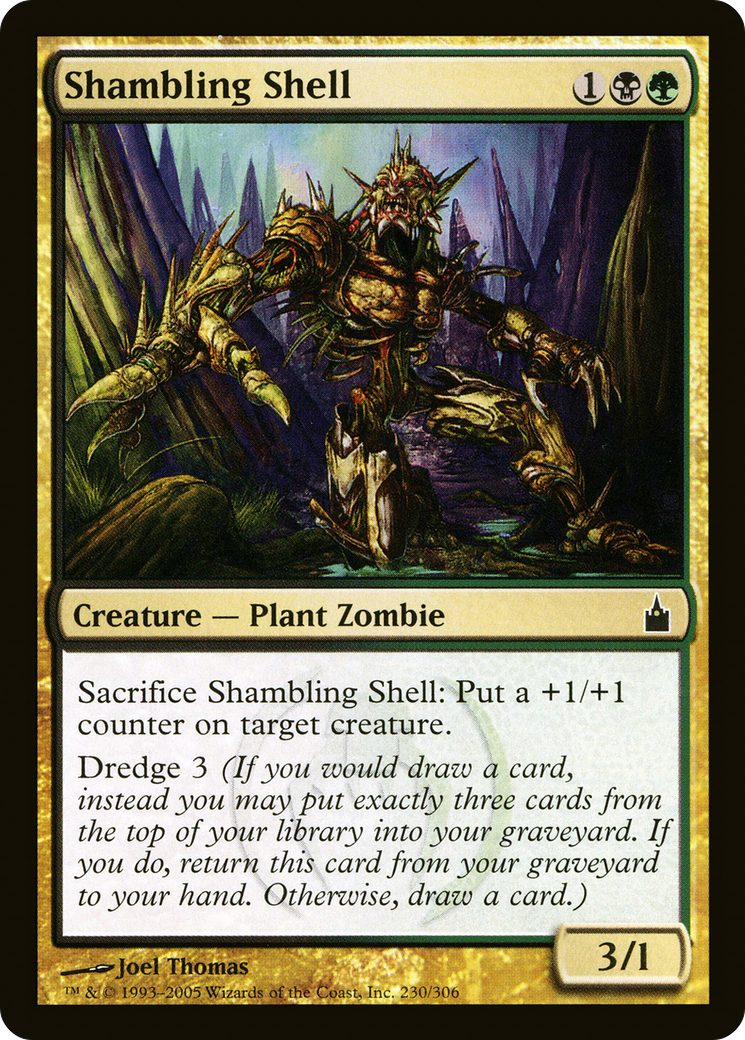 Shambling Shell 1
Creature — Plant Zombie
Sacrifice Shambling Shell: Put a +1/+1
counter on target creature.
Dredge 3 (If you would draw a card,
instead you may put exactly three cards from
the top of your library into your graveyard. If
you do, return this card from your graveyard
to your hand. Otherwise, draw a card.)
3/1
Joel Thomas
™ & © 1993–2005 Wizards of the Coast, Inc. 230/306